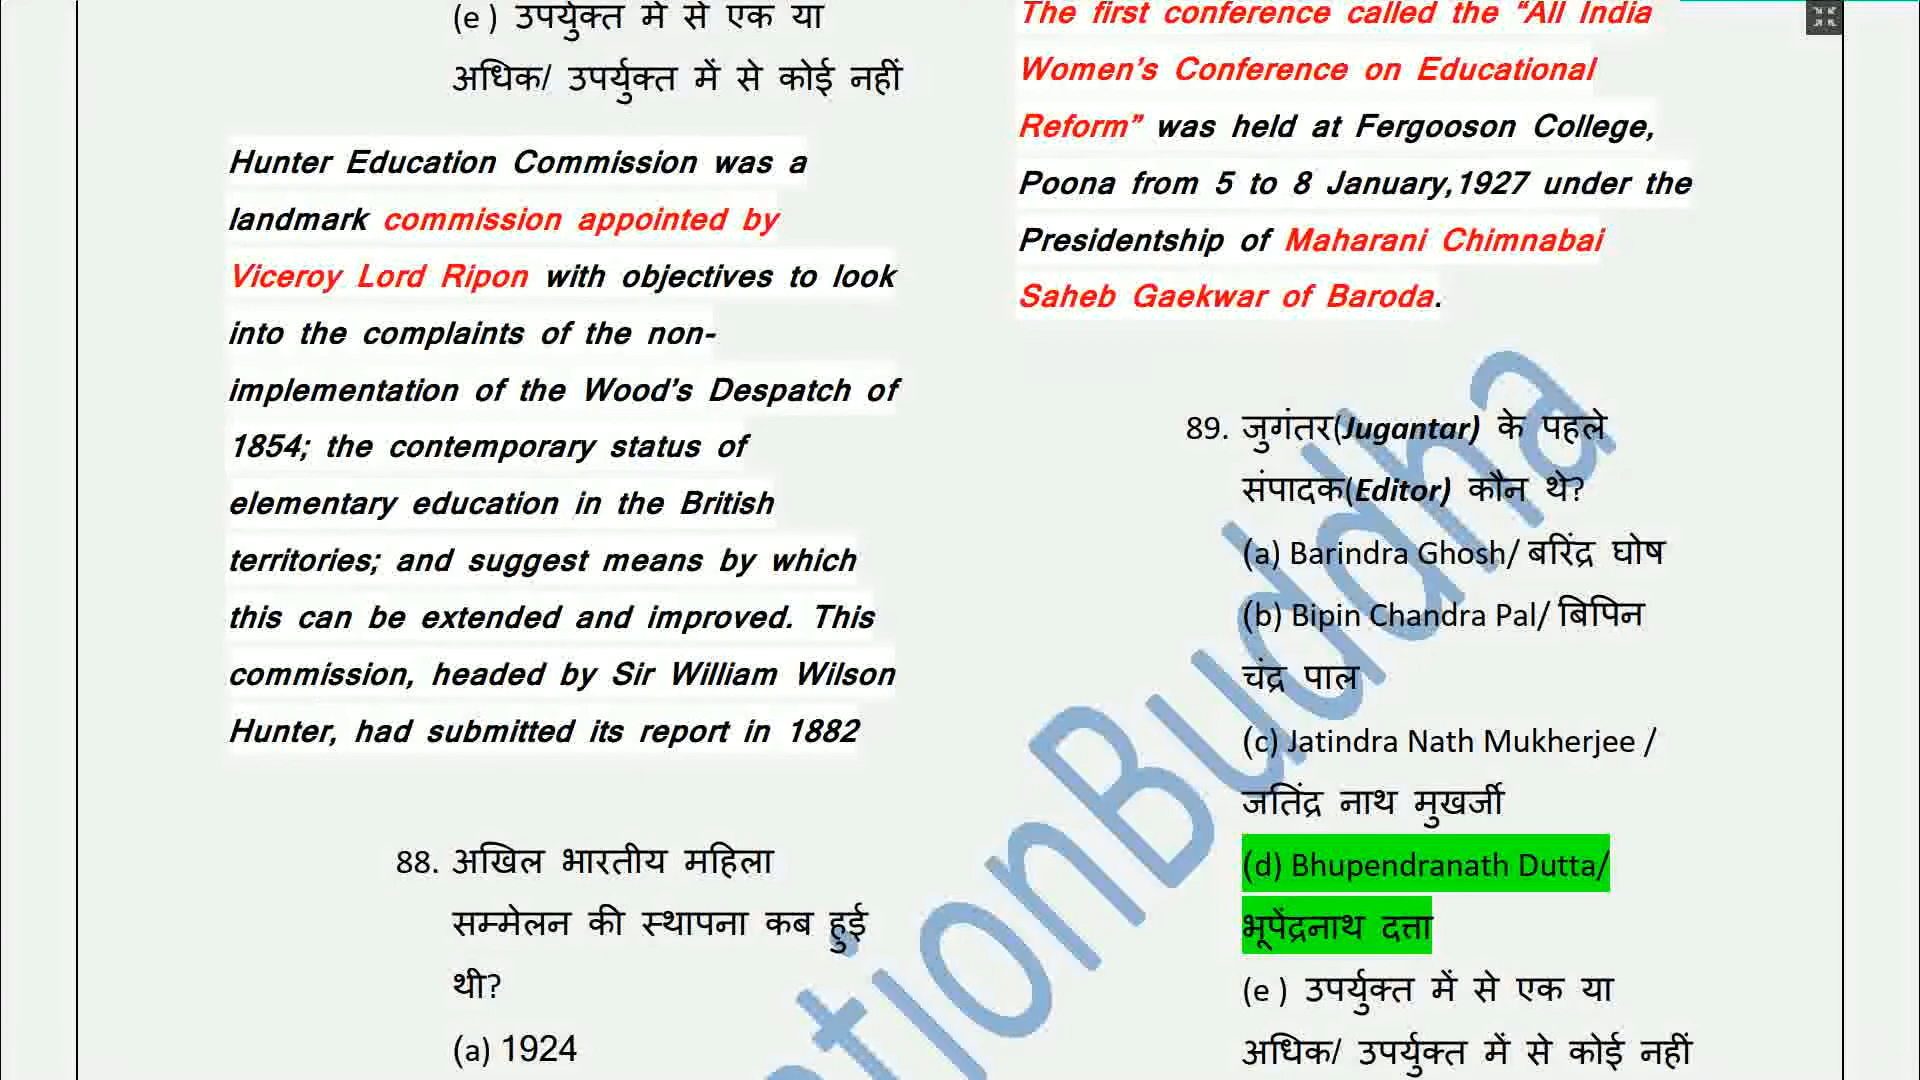 (e ) उपर्युक्त में से एक या
अधिक/ उपर्युक्त में से कोई नहीं
Hunter Education Commission was a
landmark commission appointed by
Viceroy Lord Ripon with objectives to look
into the complaints of the non-
implementation of the Wood's Despatch of
1854; the contemporary status of
elementary education in the British
territories; and suggest means by which
this can be extended and improved. This
commission, headed by Sir William Wilson
Hunter, had submitted its report in 1882
88. अखिल भारतीय महिला
सम्मेलन की स्थापना कब हुई
थी?
(a) 1924
The first conference called the “All India
Women's Conference on Educational
Reform” was held at Fergooson College,
Poona from 5 to 8 January,1927 under the
Presidentship of Maharani Chimnabai
Saheb Gaekwar of Baroda.
89. जुगंतर(Jugantar) के पहले
संपादक(Editor) कौन थे?
(a) Barindra Ghosh/ बरिंद्र घोष
(b) Bipin Chandra Pal/ बिपिन
चंद्र पाल
(c) Jatindra Nath Mukherjee /
जतिंद्र नाथ मुखर्जी
(d) Bhupendranath Dutta/
भूपेंद्रनाथ दत्ता
(e ) उपर्युक्त में से एक या
अधिक/ उपर्युक्त में से कोई नहीं
tionBuddha